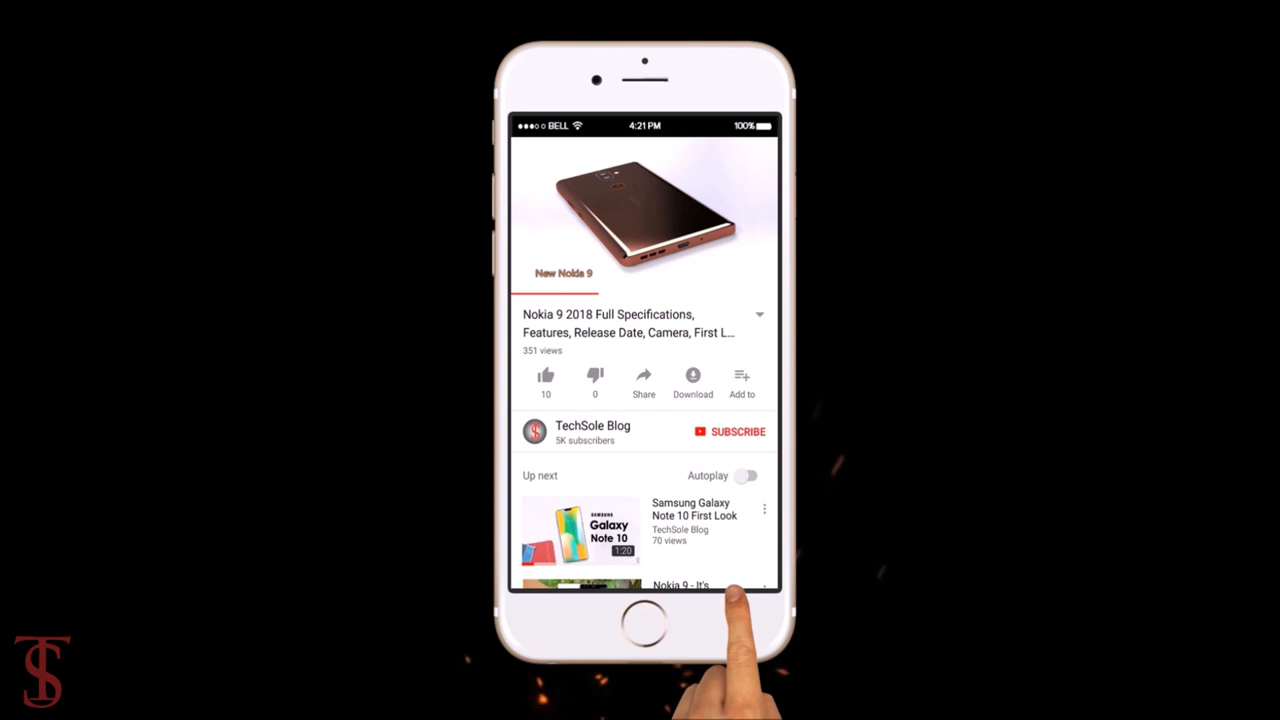 BELL
4:21 PM
100%
New Nokia 9
Nokia 9 2018 Full Specifications,
Features, Release Date, Camera, First L...
351 views
10
0
Share
Download
Add to
TechSole Blog
5K subscribers
SUBSCRIBE
Up next
Autoplay
SAMSUNG
Galaxy
Note 10
1:20
Samsung Galaxy
Note 10 First Look
TechSole Blog
70 views
Nokia 9 - It's
TS